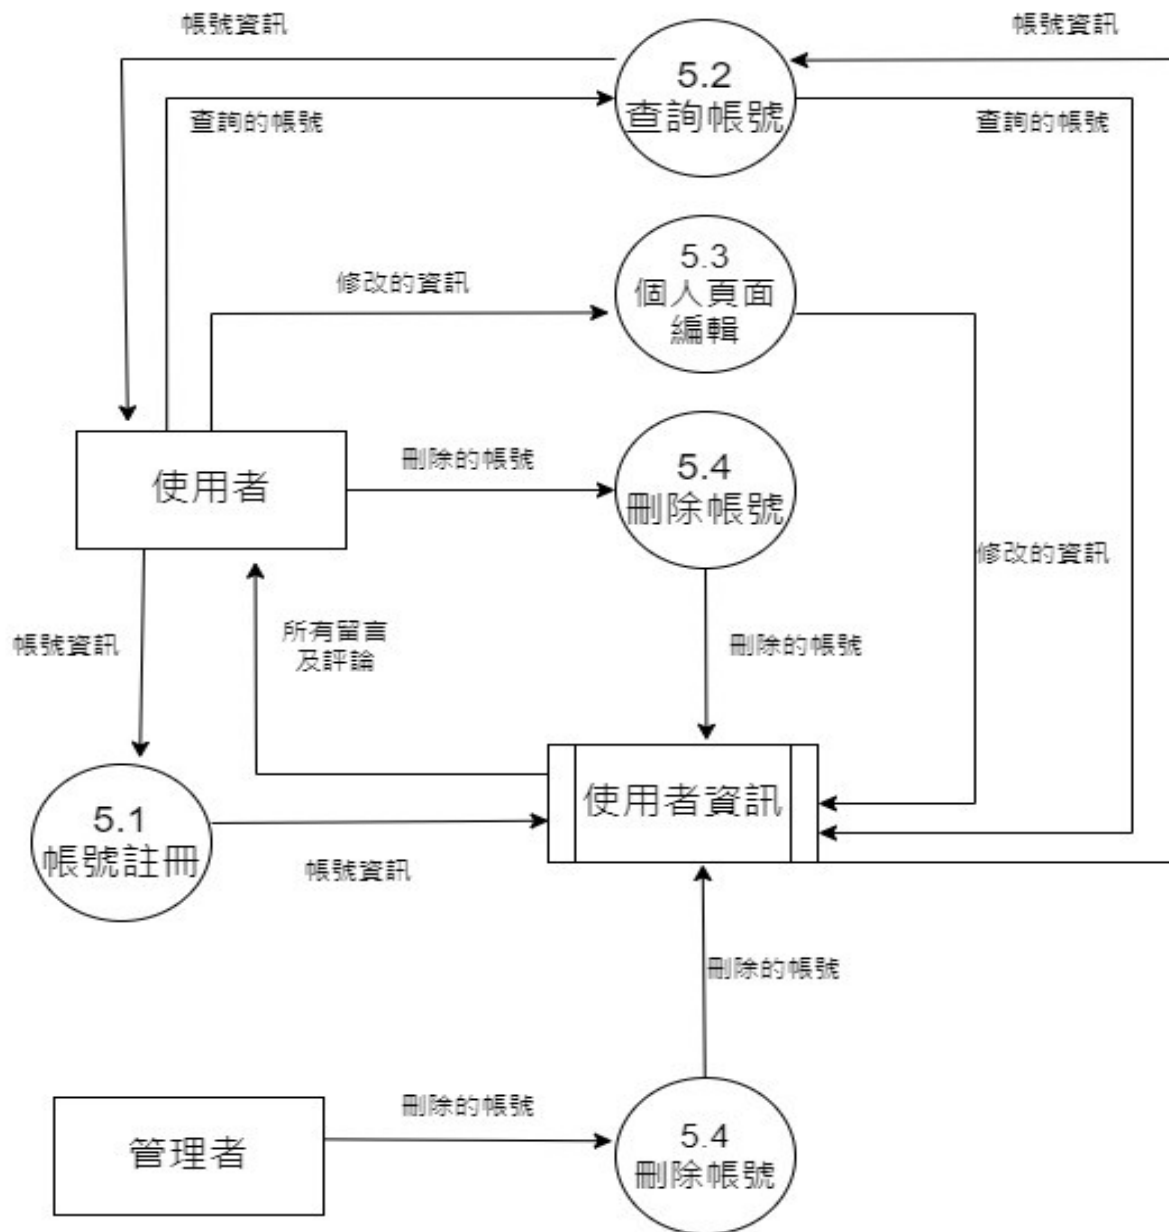 帳號資訊
帳號資訊
5.2
查詢帳號
查詢的帳號
查詢的帳號
5.3
個人頁面
編輯
修改的資訊
使用者
刪除的帳號
5.4
刪除帳號
修改的資訊
帳號資訊
所有留言
及評論
刪除的帳號
使用者資訊
5.1
帳號註冊
帳號資訊
刪除的帳號
管理者
刪除的帳號
5.4
刪除帳號